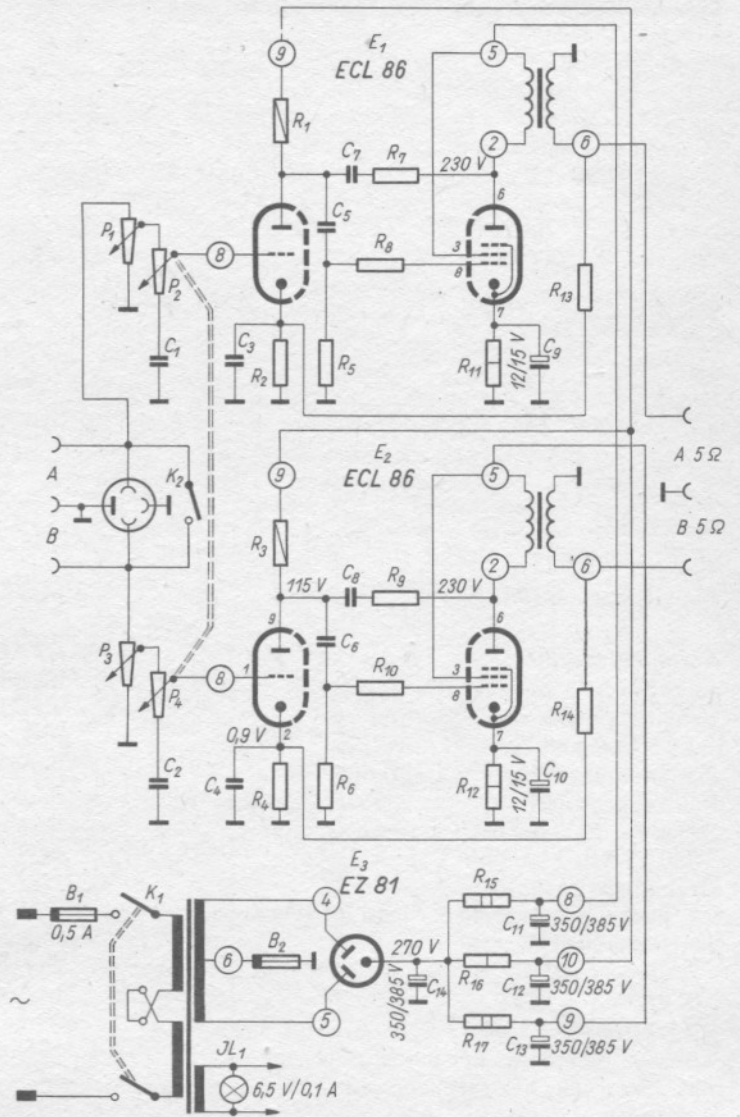 9
E1
ECL 86
5
R1
2
6
C7
R7
230 V
6
P1
C5
P2
8
R8
3
8
R13
7
C1
C3
R2
R5
R11
12/15 V
C9
A
K2
B
9
E2
ECL 86
5
A 5 Ω
B 5 Ω
R3
2
6
115 V
C8
R9
230 V
9
6
C6
P3
P4
8
1
R10
3
8
R14
0,9 V
2
7
C2
C4
R4
R6
R12
12/15 V
C10
E3
EZ 81
B1
K1
0,5 A
4
R15
8
C11
350/385 V
6
B2
270 V
C14
350/385 V
R16
10
C12
350/385 V
~
5
R17
9
C13
350/385 V
JL1
6,5 V/0,1 A